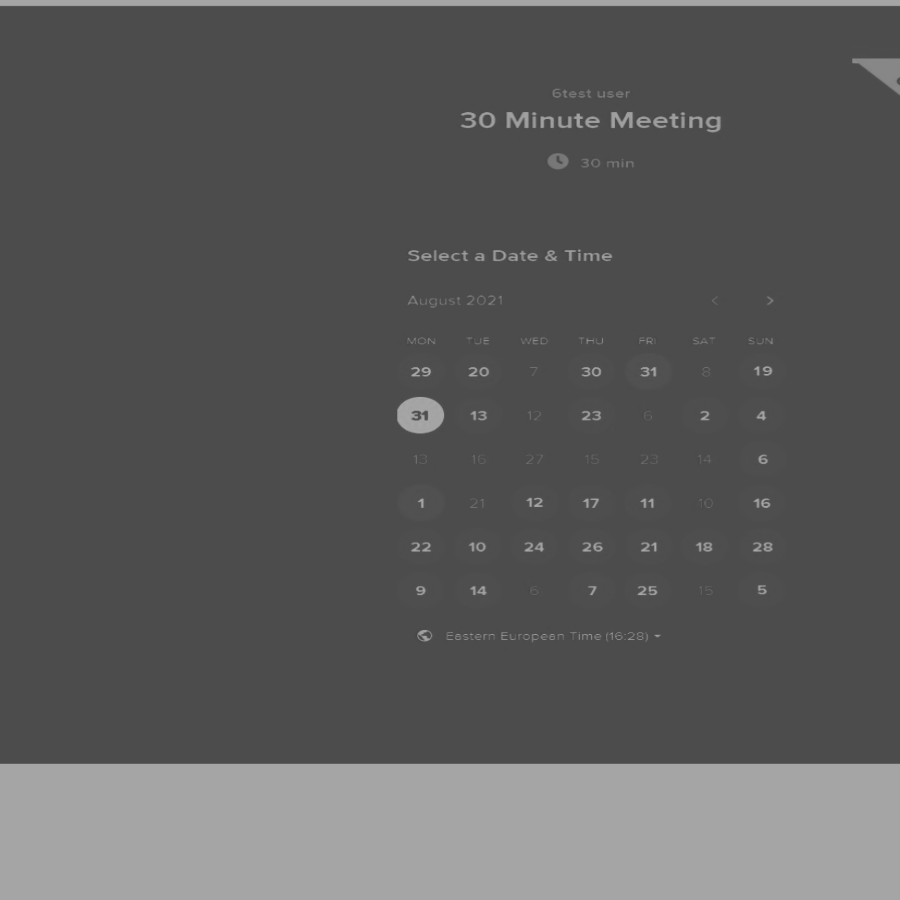 6test user
30 Minute Meeting
30 min
Select a Date & Time
August 2021
MON TUE WED THU FRI SAT SUN
29 20 7 30 31 8 19
31 13 12 23 6 2 4
13 16 27 15 23 14 6
1 21 12 17 11 10 16
22 10 24 26 21 18 28
9 14 6 7 25 15 5
Eastern European Time (16:28)